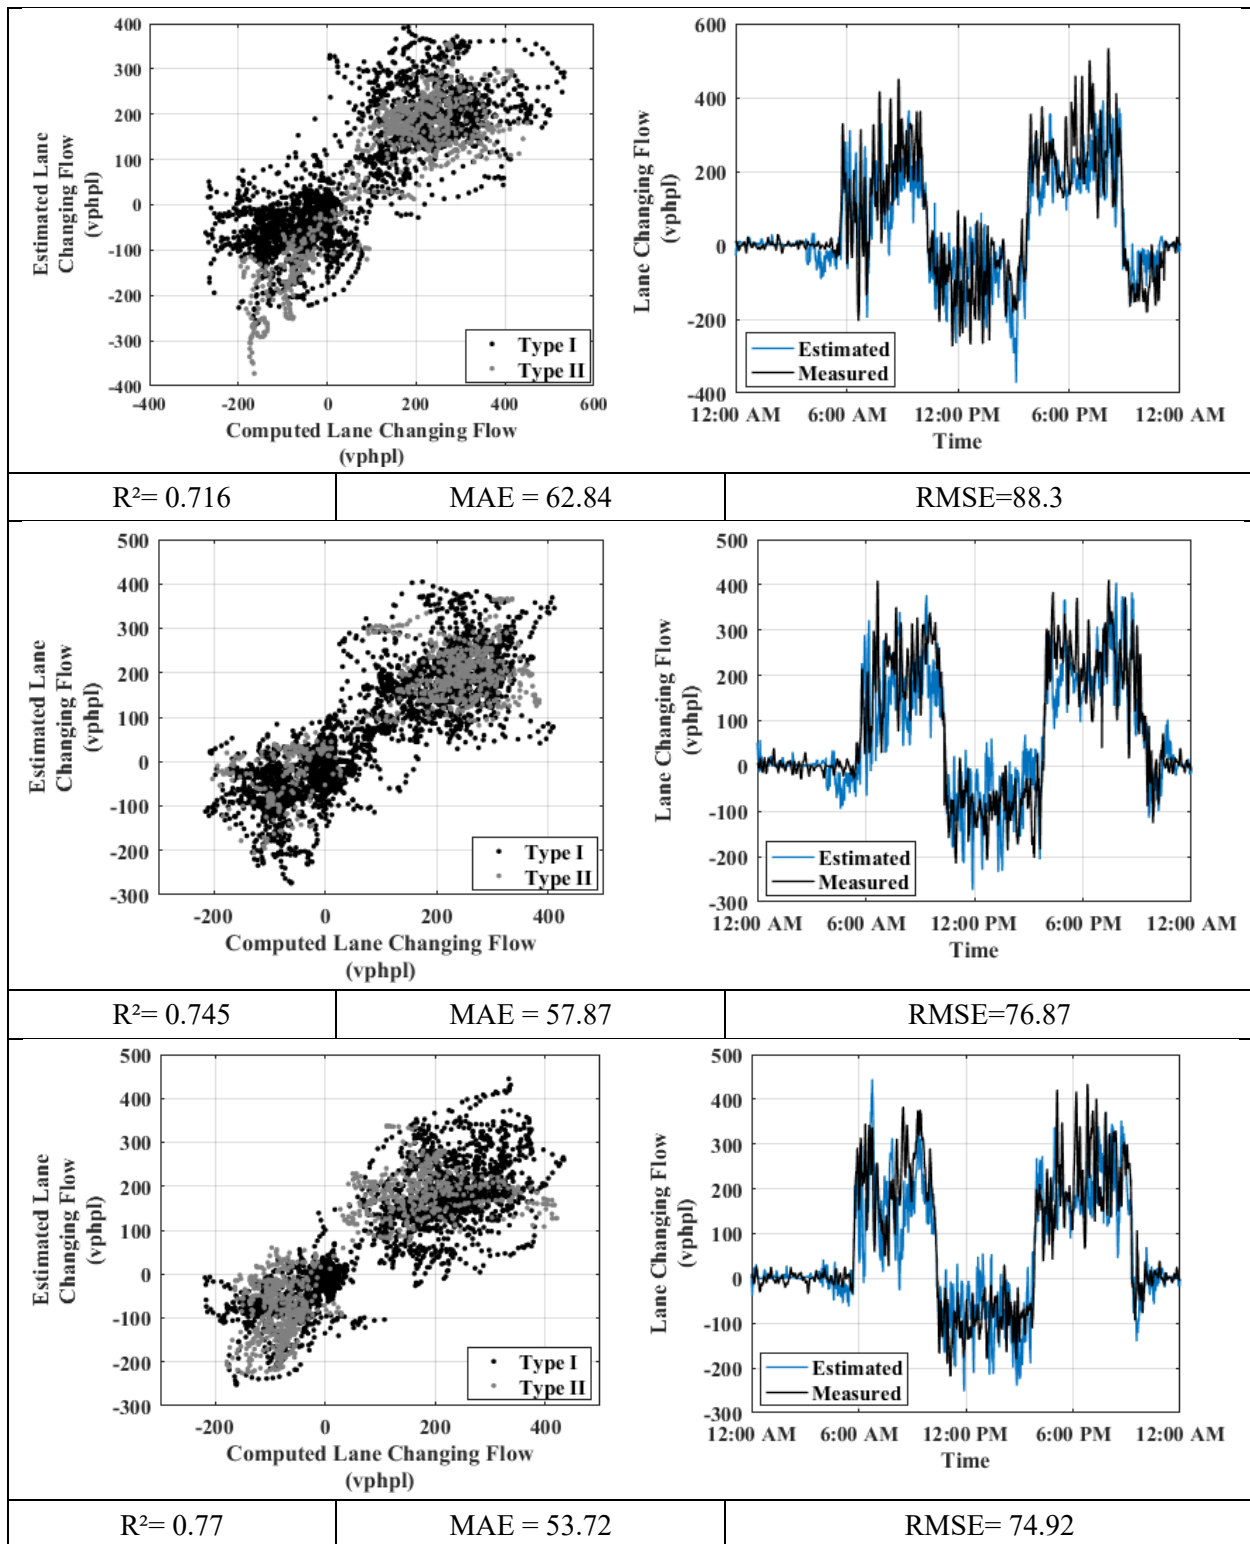 400
300
200
100
0
-100
-200
-300
-400
-400 -200 0 200 400 600
Estimated Lane
Changing Flow
(vphpl)
Computed Lane Changing Flow
(vphpl)
Type I
Type II
600
400
200
0
-200
-400
12:00 AM 6:00 AM 12:00 PM 6:00 PM 12:00 AM
Lane Changing Flow
(vphpl)
Time
Estimated
Measured
R²= 0.716 MAE = 62.84 RMSE=88.3
500
400
300
200
100
0
-100
-200
-300
-200 0 200 400
Estimated Lane
Changing Flow
(vphpl)
Computed Lane Changing Flow
(vphpl)
Type I
Type II
500
400
300
200
100
0
-100
-200
-300
12:00 AM 6:00 AM 12:00 PM 6:00 PM 12:00 AM
Lane Changing Flow
(vphpl)
Time
Estimated
Measured
R²= 0.745 MAE = 57.87 RMSE=76.87
500
400
300
200
100
0
-100
-200
-300
-200 0 200 400
Estimated Lane
Changing Flow
(vphpl)
Computed Lane Changing Flow
(vphpl)
Type I
Type II
500
400
300
200
100
0
-100
-200
-300
12:00 AM 6:00 AM 12:00 PM 6:00 PM 12:00 AM
Lane Changing Flow
(vphpl)
Time
Estimated
Measured
R²= 0.77 MAE = 53.72 RMSE= 74.92